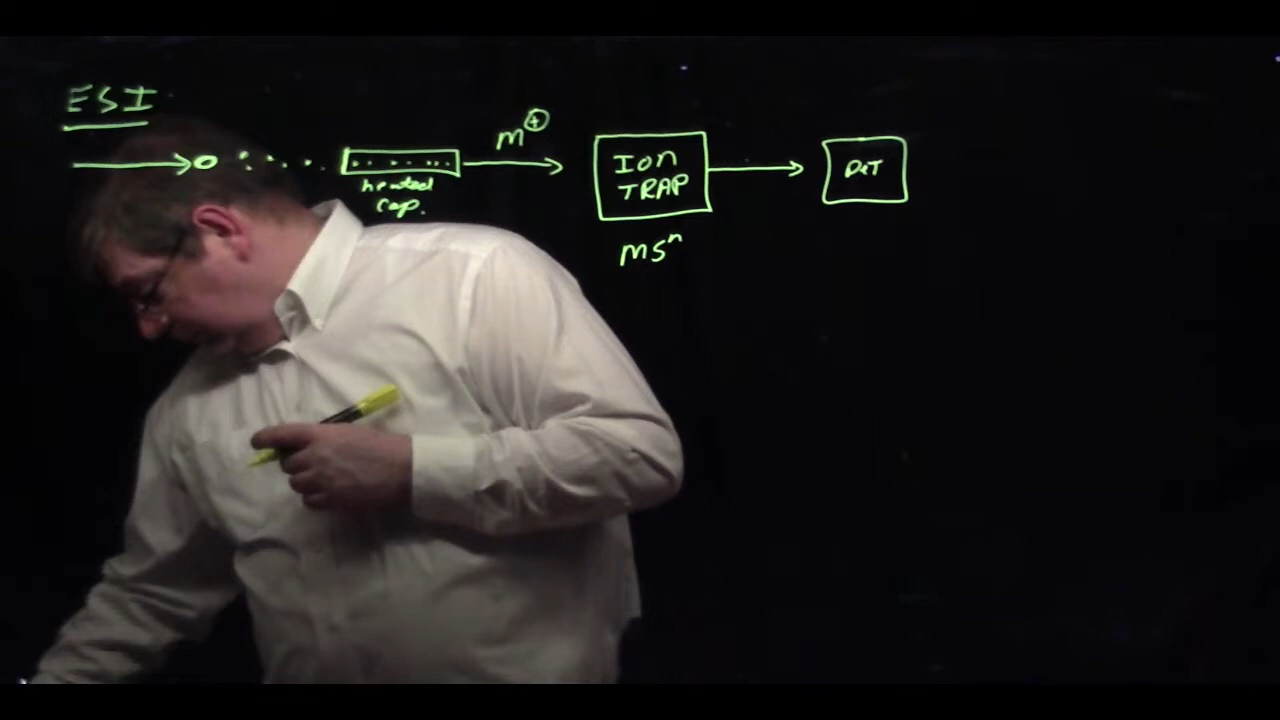 ESI
m⊕
heated
cap.
Ion
TRAP
DET
msⁿ